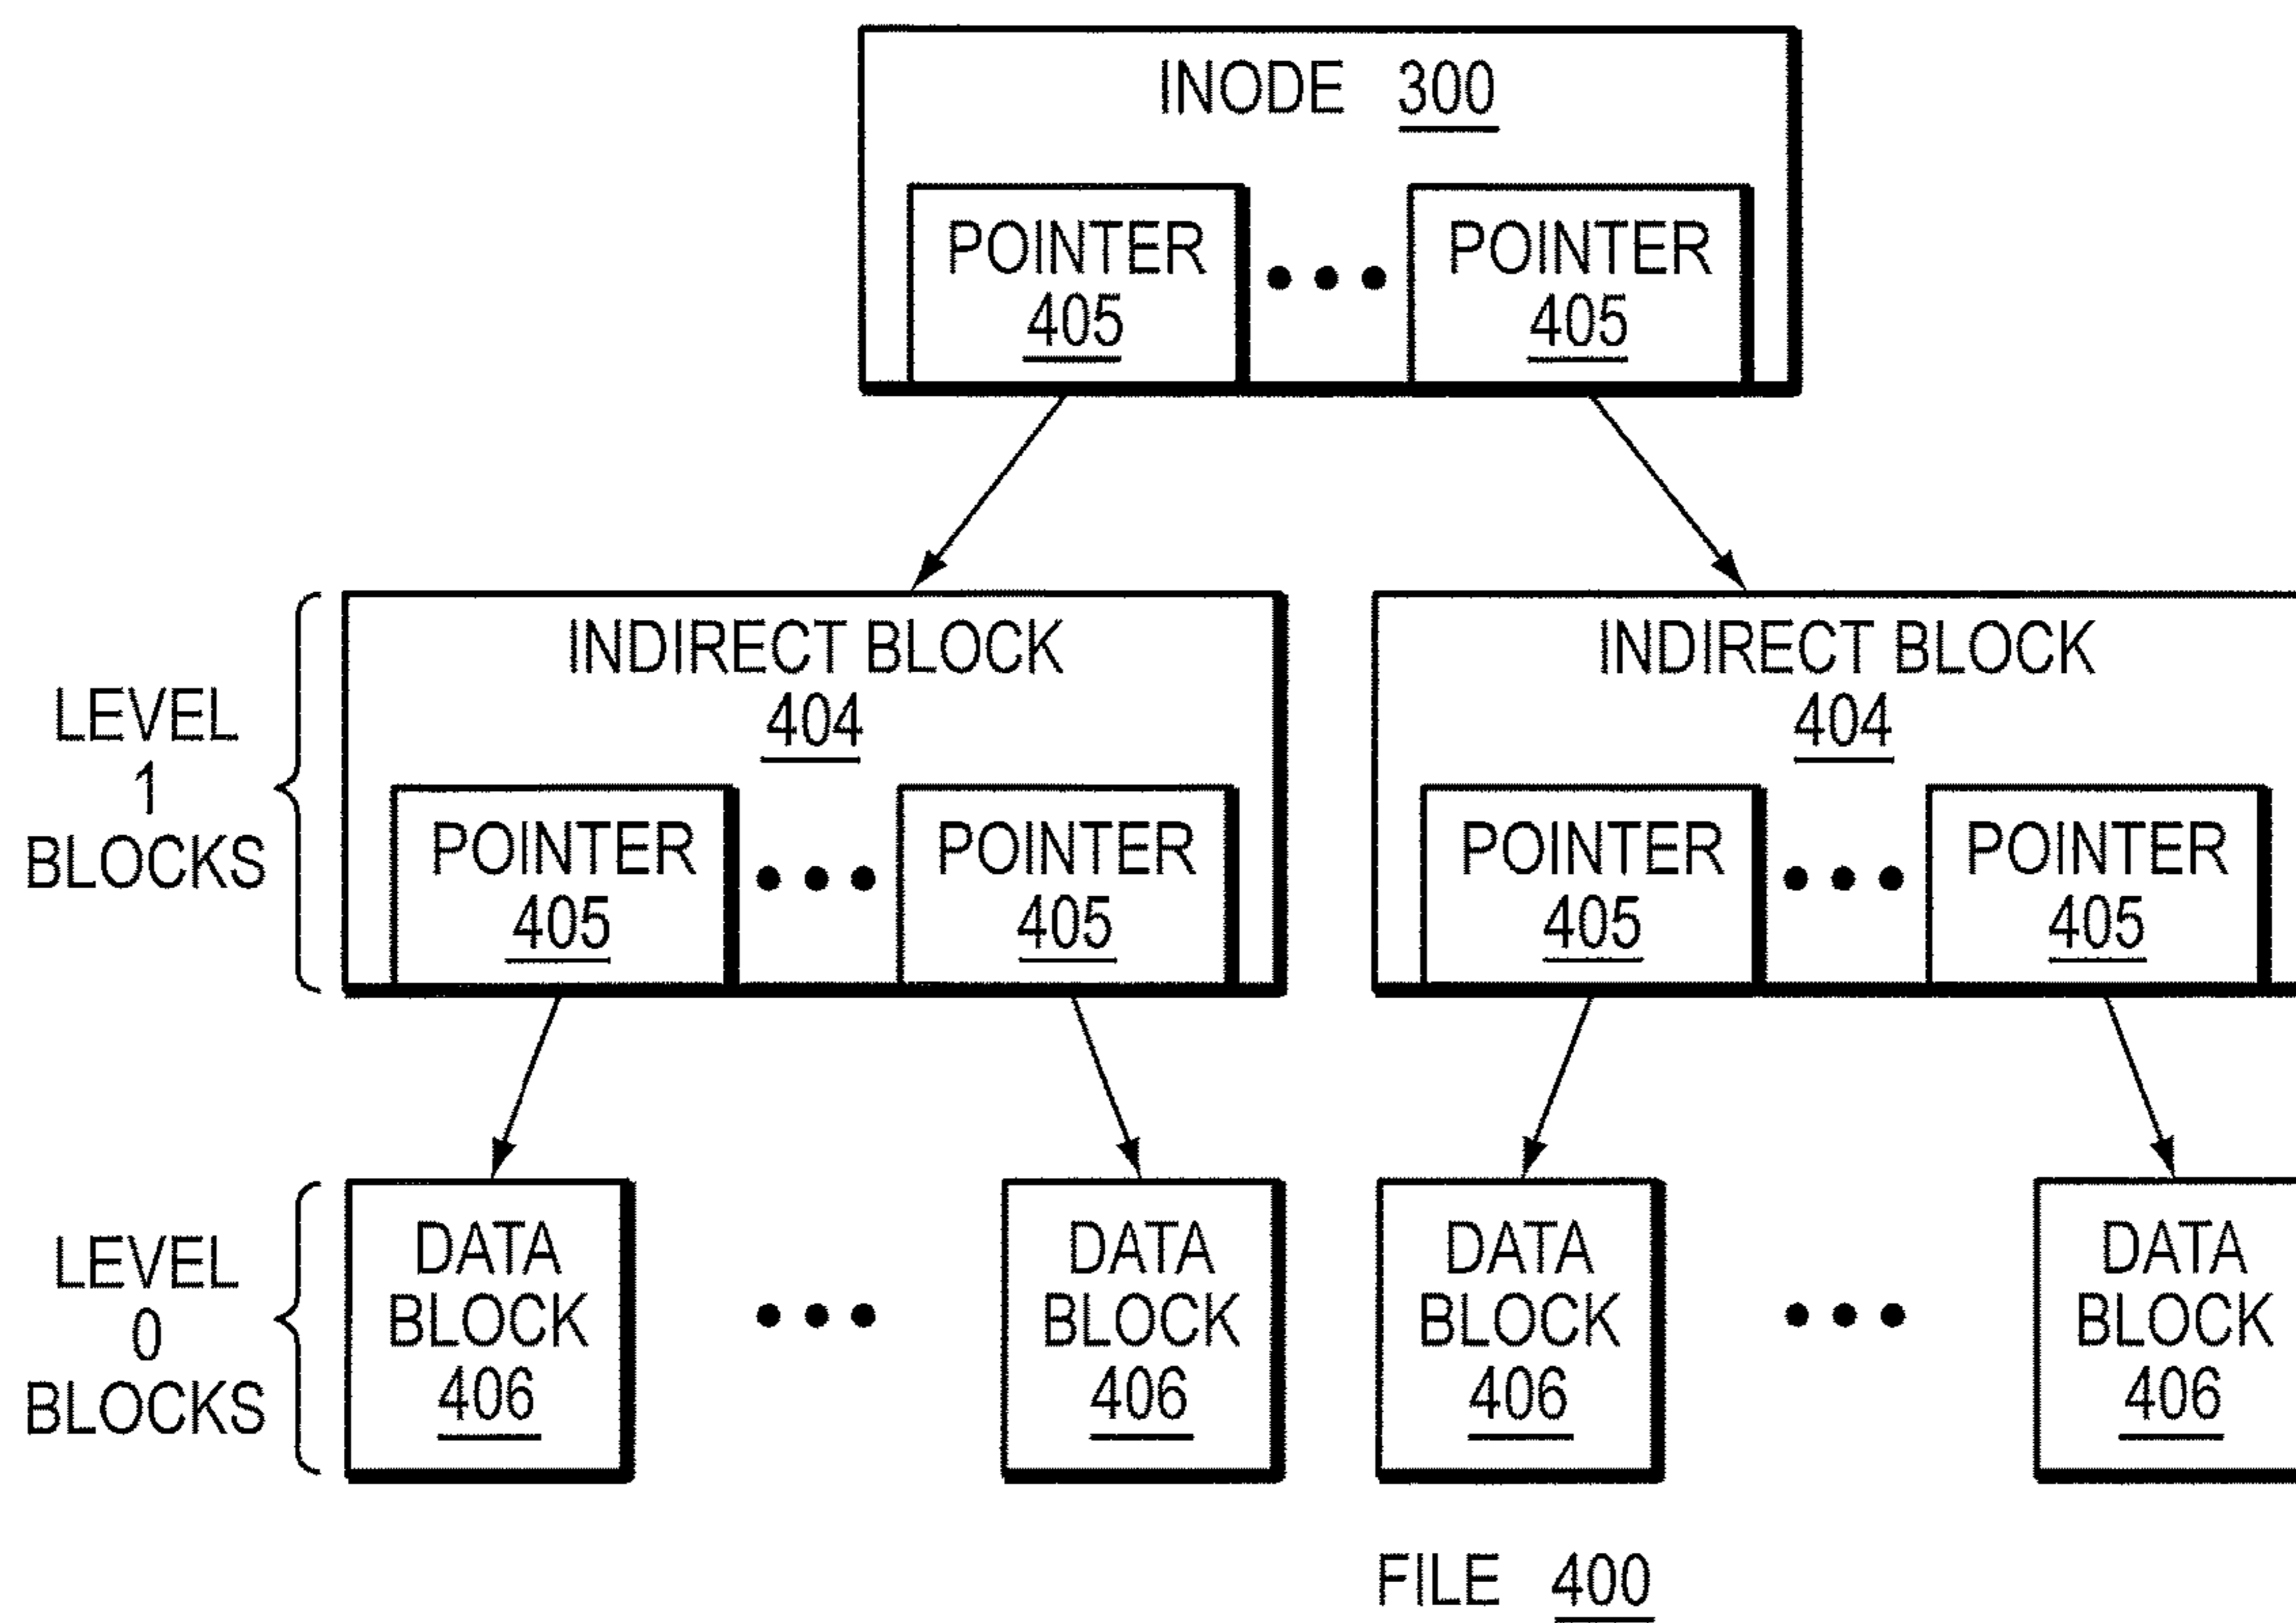 INODE 300
POINTER
405
POINTER
405
LEVEL
1
BLOCKS
INDIRECT BLOCK
404
POINTER
405
POINTER
405
INDIRECT BLOCK
404
POINTER
405
POINTER
405
LEVEL
0
BLOCKS
DATA
BLOCK
406
DATA
BLOCK
406
DATA
BLOCK
406
DATA
BLOCK
406
FILE 400